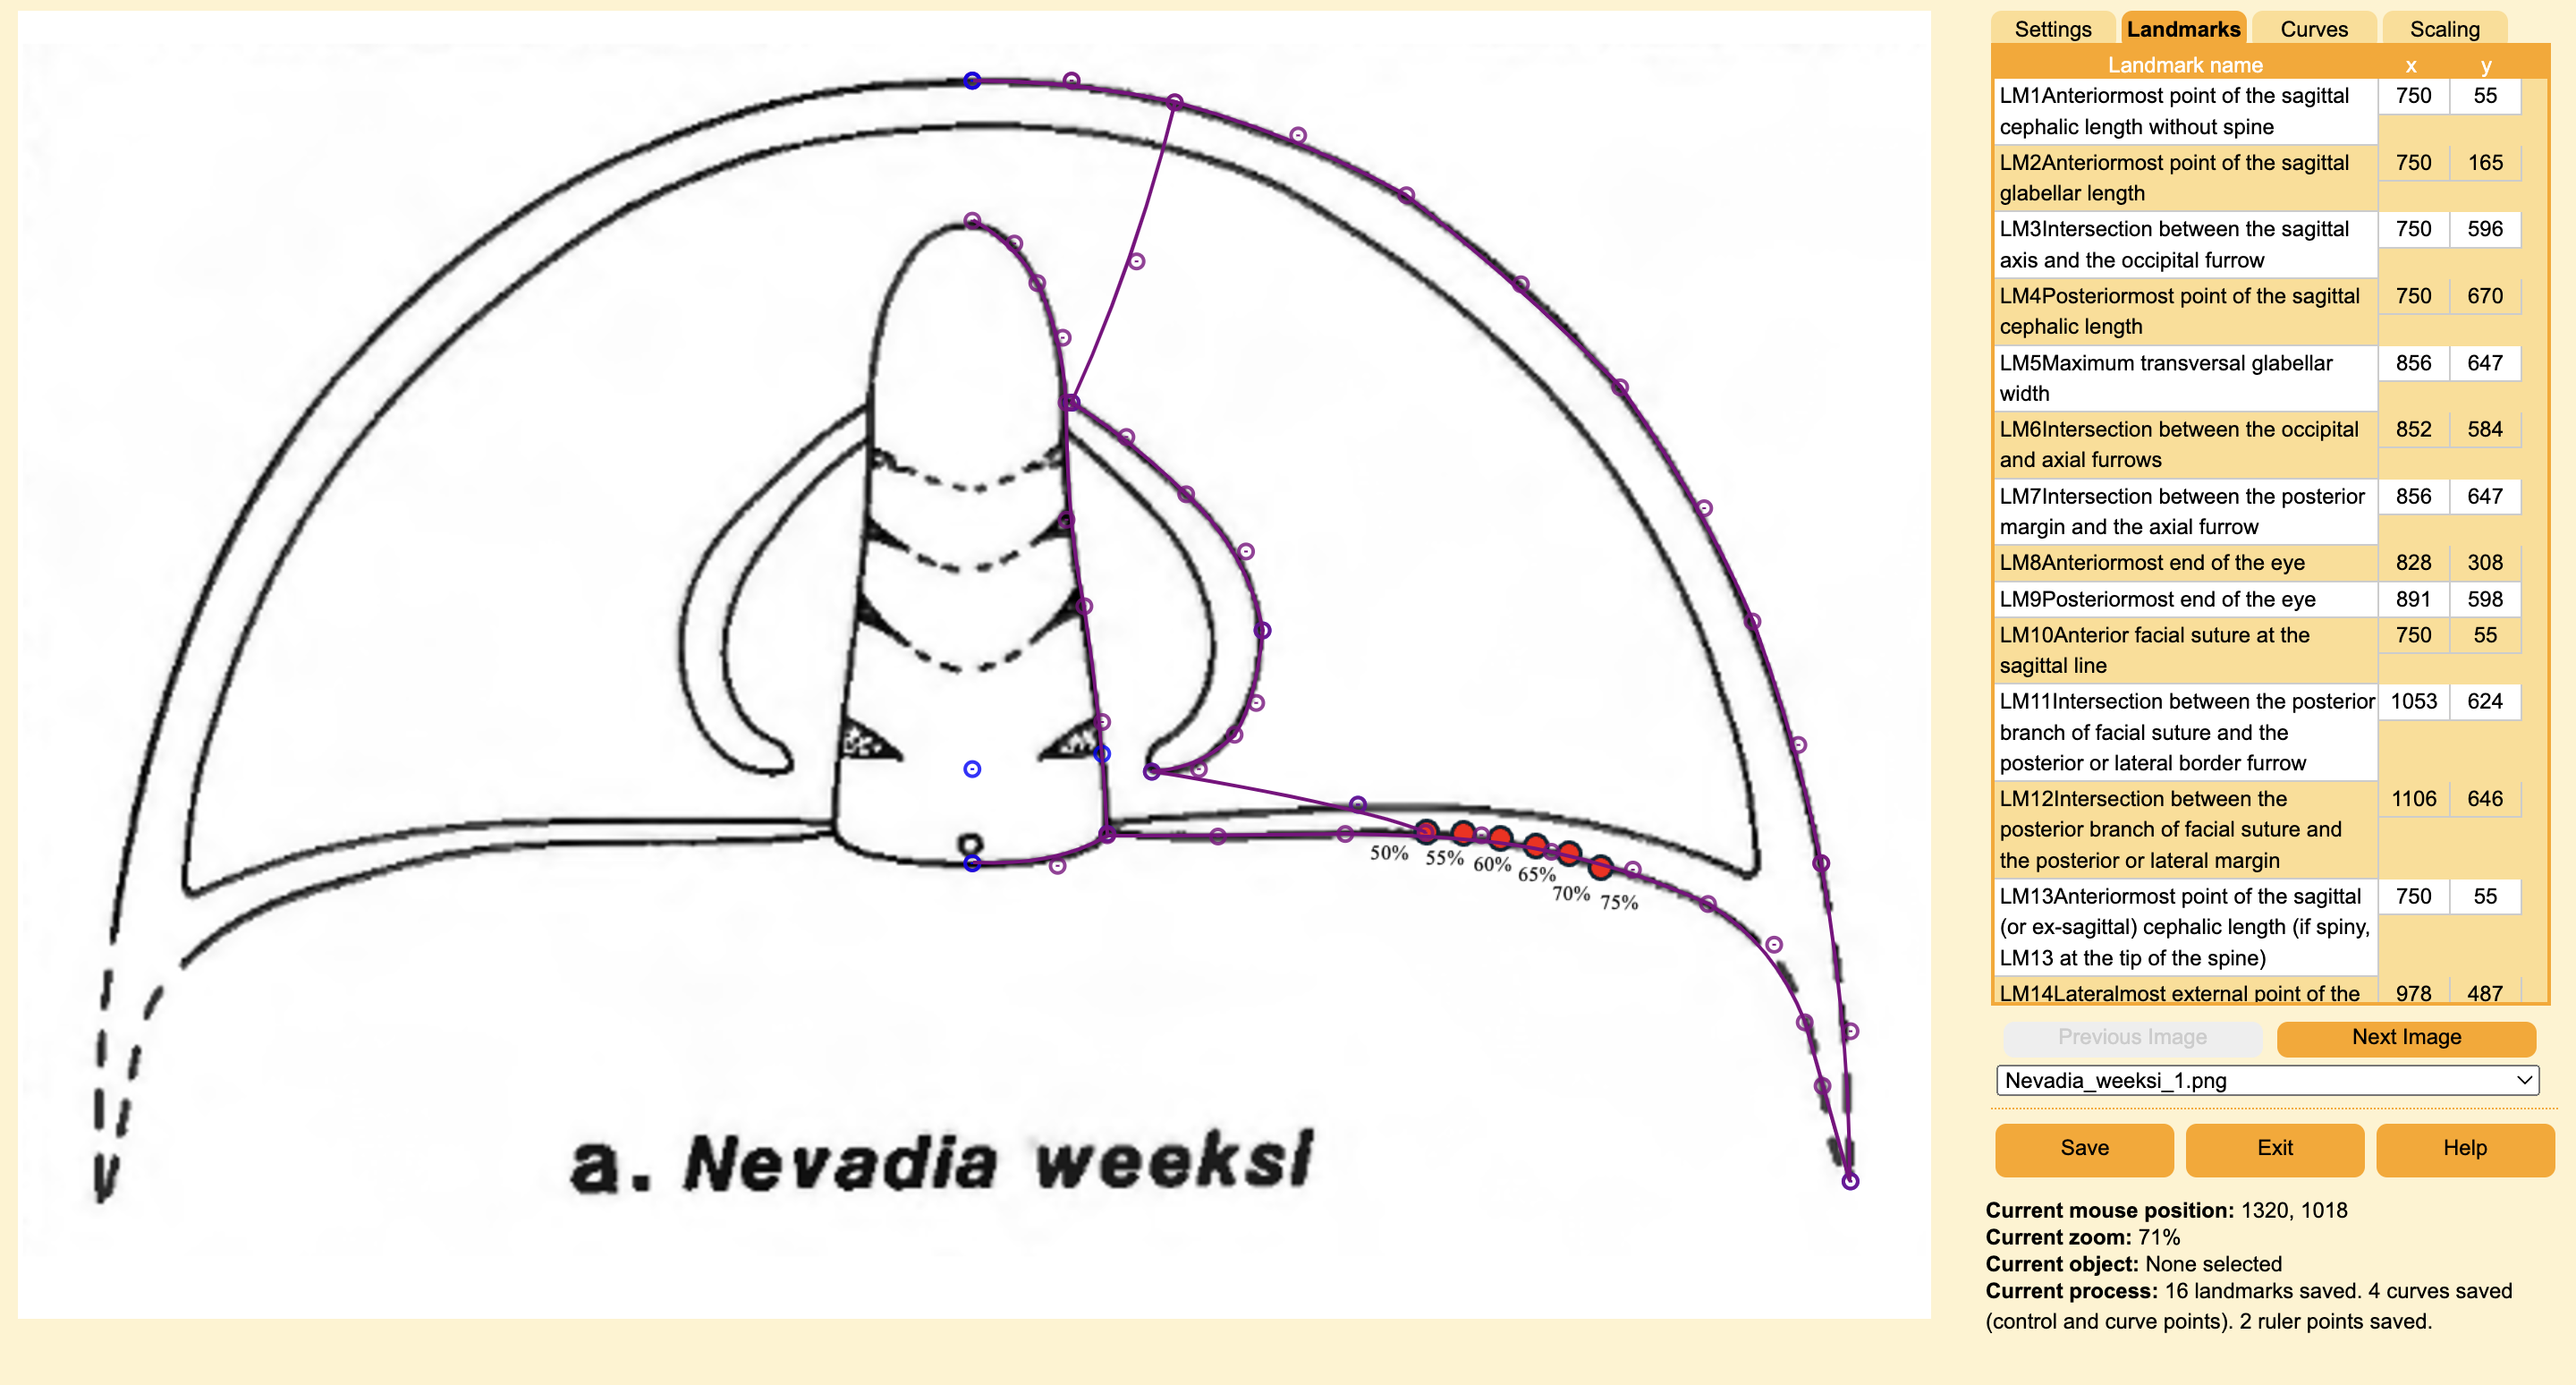 Settings Landmarks Curves Scaling
Landmark name x y
LM1Anteriormost point of the sagittal 750 55
cephalic length without spine
LM2Anteriormost point of the sagittal 750 165
glabellar length
LM3Intersection between the sagittal 750 596
axis and the occipital furrow
LM4Posteriormost point of the sagittal 750 670
cephalic length
LM5Maximum transversal glabellar 856 647
width
LM6Intersection between the occipital 852 584
and axial furrows
LM7Intersection between the posterior 856 647
margin and the axial furrow
LM8Anteriormost end of the eye 828 308
LM9Posteriormost end of the eye 891 598
LM10Anterior facial suture at the 750 55
sagittal line
LM11Intersection between the posterior 1053 624
branch of facial suture and the
posterior or lateral border furrow
LM12Intersection between the 1106 646
posterior branch of facial suture and
the posterior or lateral margin
LM13Anteriormost point of the sagittal 750 55
(or ex-sagittal) cephalic length (if spiny,
LM13 at the tip of the spine)
LM14Lateralmost external point of the 978 487
50% 55% 60% 65% 70% 75%
a. Nevadia weeksi
Previous Image Next Image
Nevadia_weeksi_1.png
Save Exit Help
Current mouse position: 1320, 1018
Current zoom: 71%
Current object: None selected
Current process: 16 landmarks saved. 4 curves saved
(control and curve points). 2 ruler points saved.